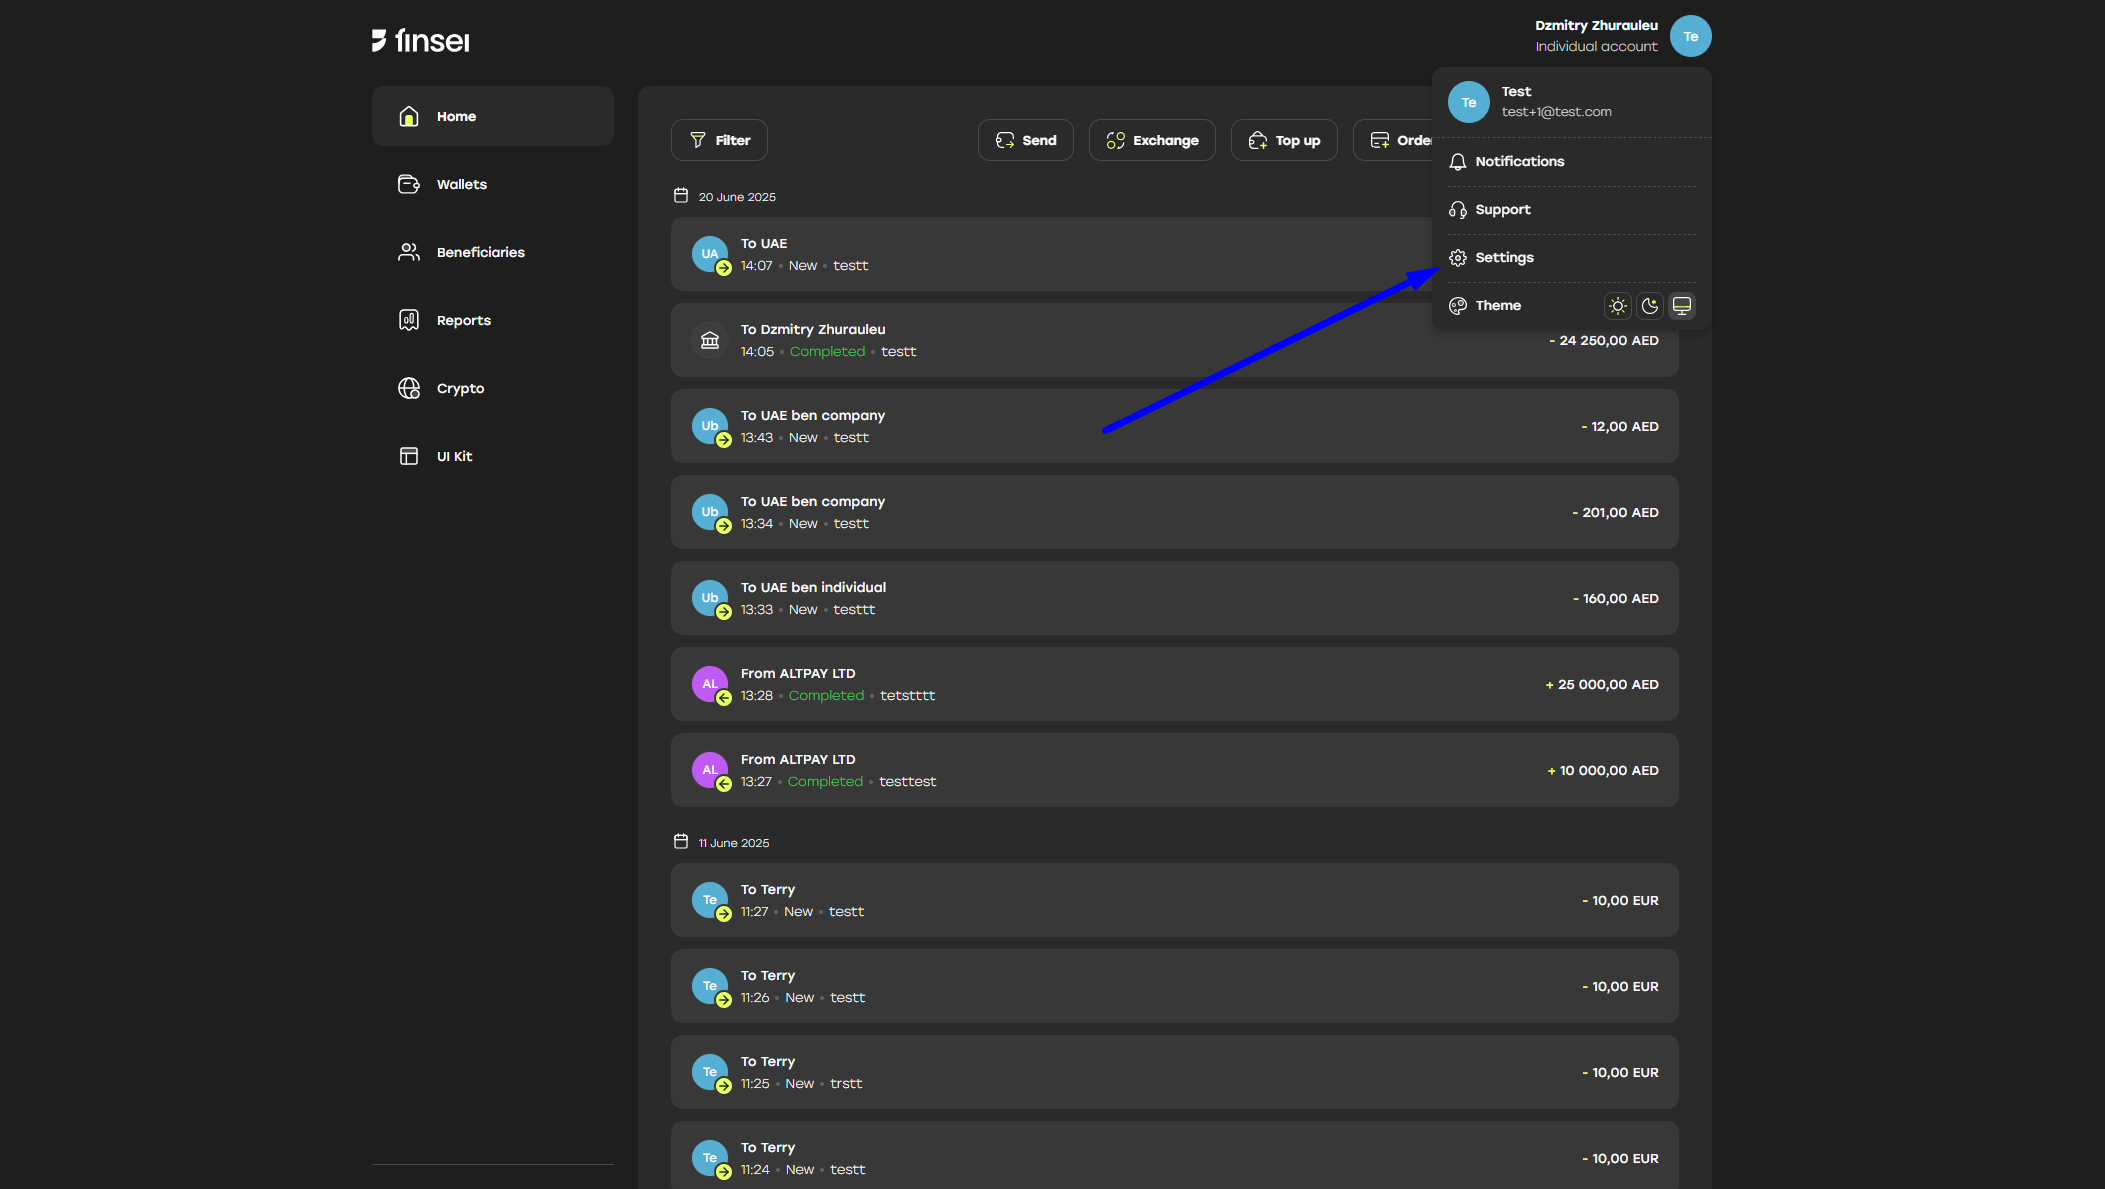 finsei
Dzmitry Zhurauleu
Individual account
Te
Te
Test
test+1@test.com
Notifications
Support
Settings
Theme
Home
Wallets
Beneficiaries
Reports
Crypto
UI Kit
Filter
Send
Exchange
Top up
20 June 2025
UA
To UAE
14:07 • New • testt
To Dzmitry Zhurauleu
14:05 • Completed • testt
- 24 250,00 AED
Ub
To UAE ben company
13:43 • New • testt
- 12,00 AED
Ub
To UAE ben company
13:34 • New • testt
- 201,00 AED
Ub
To UAE ben individual
13:33 • New • testtt
- 160,00 AED
AL
From ALTPAY LTD
13:28 • Completed • tetstttt
+ 25 000,00 AED
AL
From ALTPAY LTD
13:27 • Completed • testtest
+ 10 000,00 AED
11 June 2025
Te
To Terry
11:27 • New • testt
- 10,00 EUR
Te
To Terry
11:26 • New • testt
- 10,00 EUR
Te
To Terry
11:25 • New • trstt
- 10,00 EUR
Te
To Terry
11:24 • New • testt
- 10,00 EUR